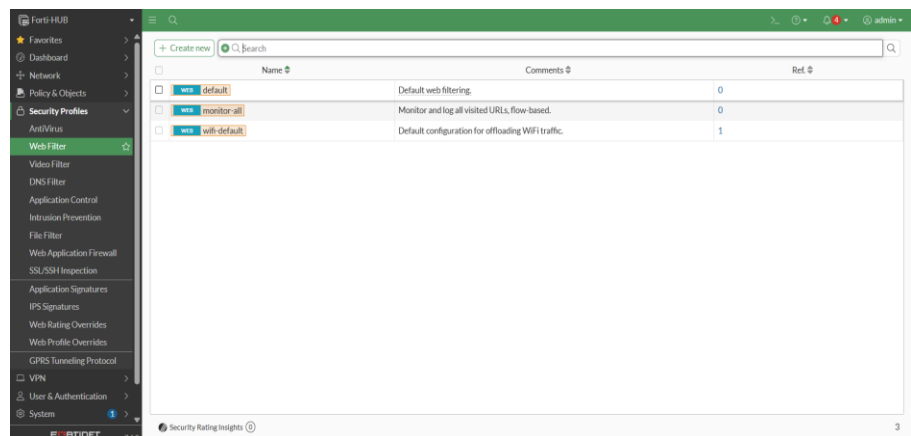 Forti-HUB
admin
4
Favorites
Dashboard
Network
Policy & Objects
Security Profiles
AntiVirus
Web Filter
Video Filter
DNS Filter
Application Control
Intrusion Prevention
File Filter
Web Application Firewall
SSL/SSH Inspection
Application Signatures
IPS Signatures
Web Rating Overrides
Web Profile Overrides
GPRS Tunneling Protocol
VPN
User & Authentication
System 1
FORTINET
+ Create new Search
Name Comments Ref.
WEB default Default web filtering. 0
WEB monitor-all Monitor and log all visited URLs, flow-based. 0
WEB wifi-default Default configuration for offloading WiFi traffic. 1
Security Rating Insights 0
3